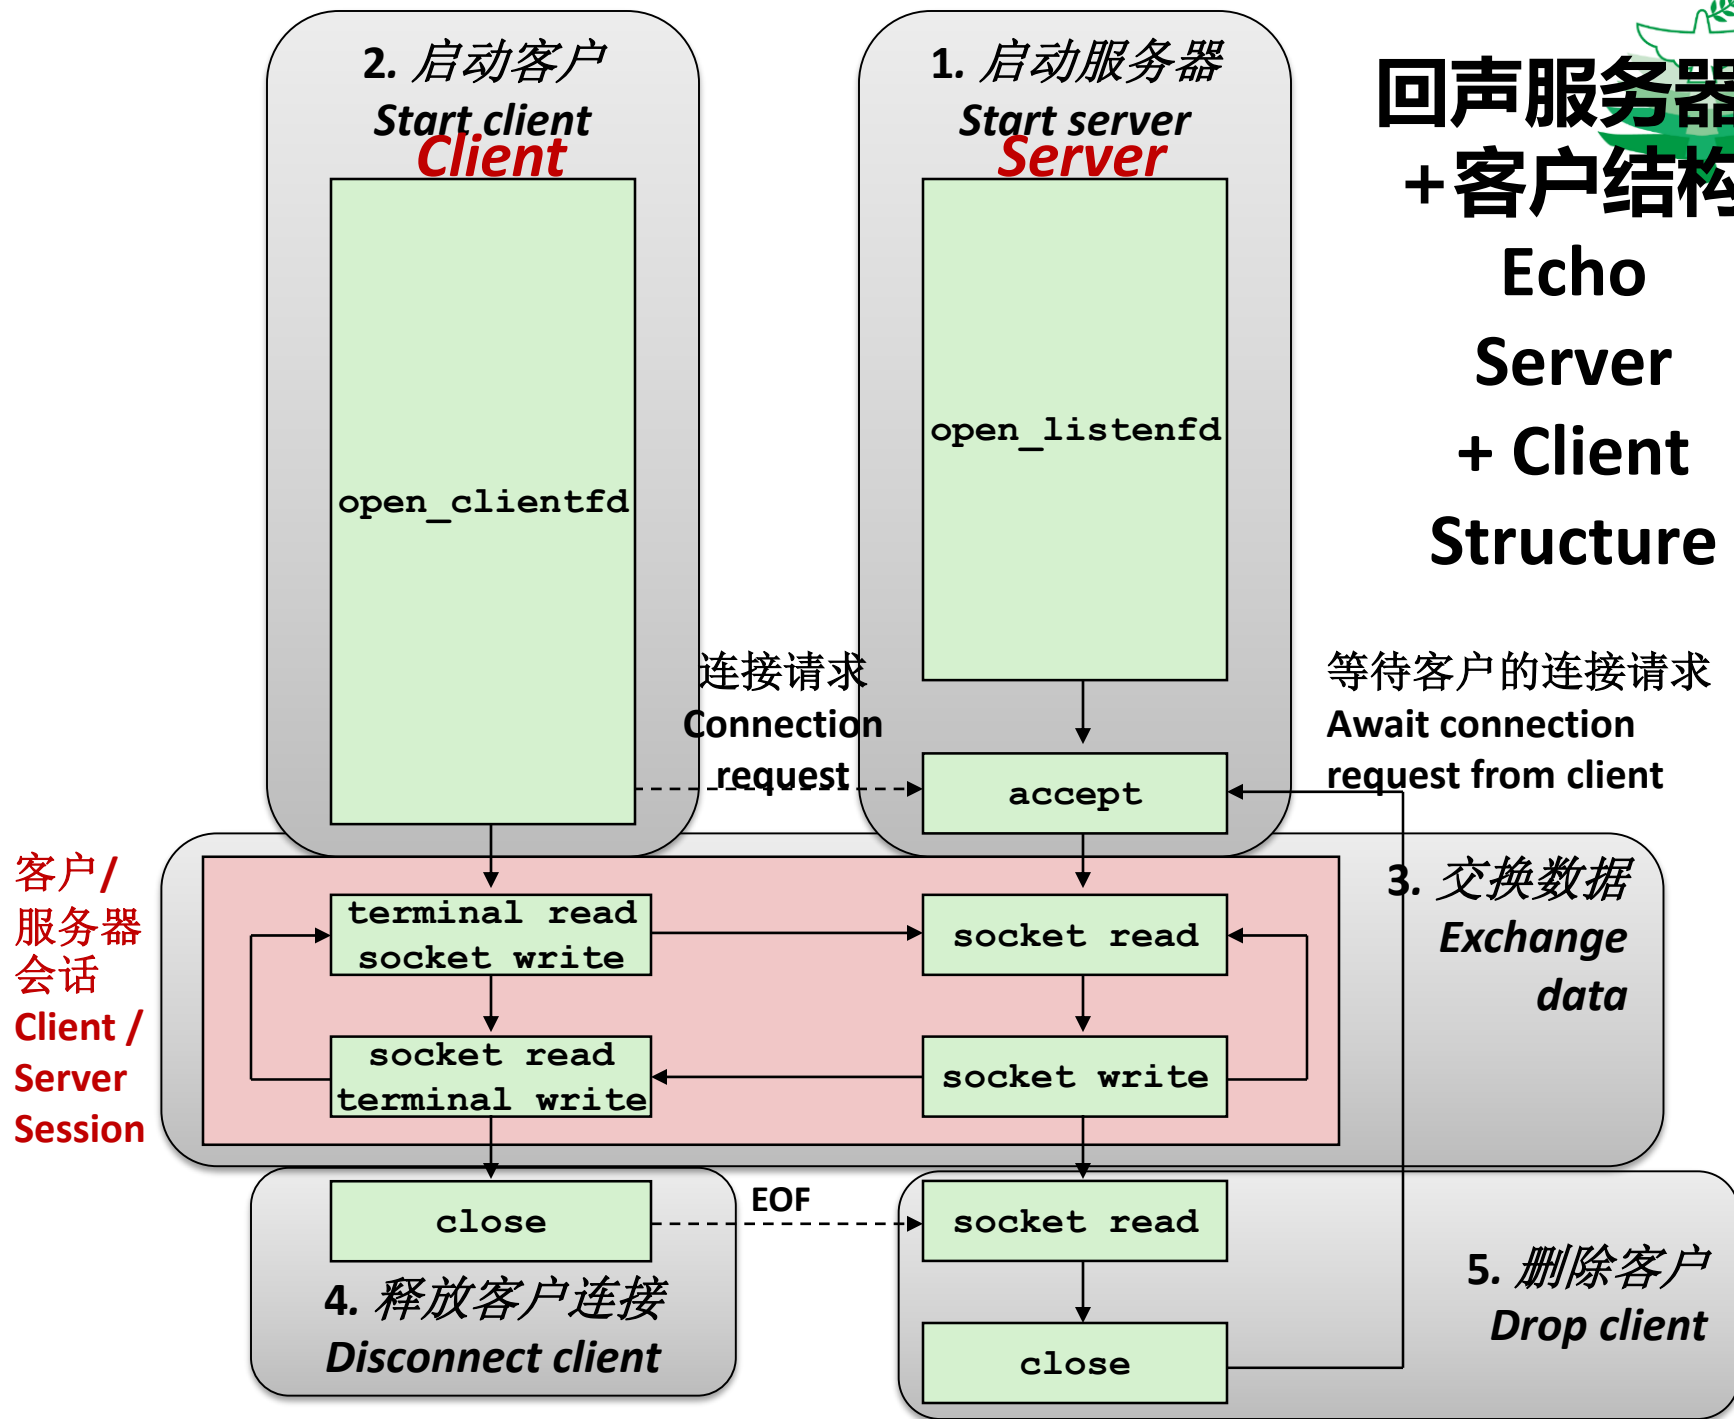 2. 启动客户
Start client
Client
1. 启动服务器
Start server
Server
回声服务器
+客户结构
Echo
Server
+ Client
Structure
open_clientfd
open_listenfd
连接请求
Connection
request
等待客户的连接请求
Await connection
request from client
accept
客户/
服务器
会话
Client /
Server
Session
terminal read
socket write
socket read
3. 交换数据
Exchange
data
socket read
terminal write
socket write
close
EOF
socket read
4. 释放客户连接
Disconnect client
5. 删除客户
Drop client
close